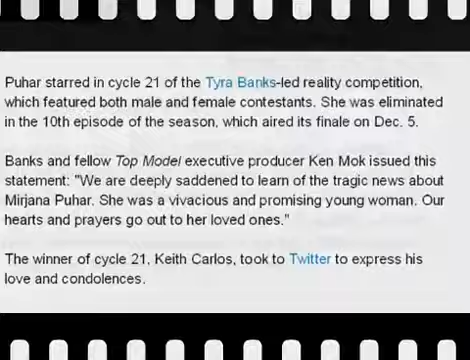 Puhar starred in cycle 21 of the Tyra Banks-led reality competition,
which featured both male and female contestants. She was eliminated
in the 10th episode of the season, which aired its finale on Dec. 5.
Banks and fellow Top Model executive producer Ken Mok issued this
statement: "We are deeply saddened to learn of the tragic news about
Mirjana Puhar. She was a vivacious and promising young woman. Our
hearts and prayers go out to her loved ones."
The winner of cycle 21, Keith Carlos, took to Twitter to express his
love and condolences.